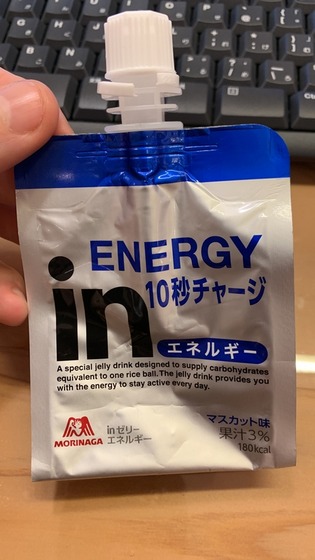 ENERGY
10秒チャージ
in
エネルギー
A special jelly drink designed to supply carbohydrates
equivalent to one rice ball. The jelly drink provides you
with the energy to stay active every day.
MORINAGA
inゼリー
エネルギー
マスカット味
果汁3%
180kcal